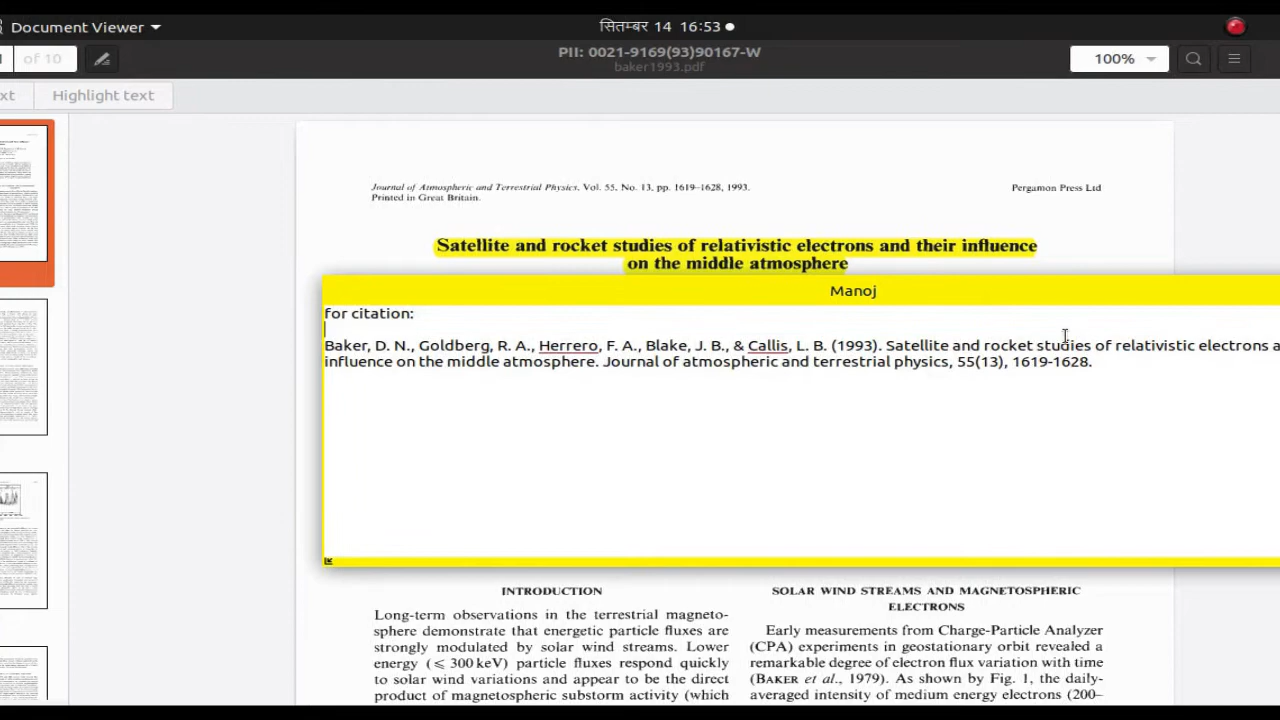 Document Viewer
सितम्बर 14 16:53
of 10
PII: 0021-9169(93)90167-W
baker1993.pdf
100%
Highlight text
Journal of Atmospheric and Terrestrial Physics, Vol. 55, No. 13, pp. 1619–1628, 1993.
Printed in Great Britain.
Pergamon Press Ltd
Satellite and rocket studies of relativistic electrons and their influence
on the middle atmosphere
Manoj
for citation:
Baker, D. N., Goldberg, R. A., Herrero, F. A., Blake, J. B., & Callis, L. B. (1993). Satellite and rocket studies of relativistic electrons
influence on the middle atmosphere. Journal of atmospheric and terrestrial physics, 55(13), 1619-1628.
INTRODUCTION
Long-term observations in the terrestrial magneto-
sphere demonstrate that energetic particle fluxes are
strongly modulated by solar wind streams. Lower
energy (⩽ 300 keV) particle fluxes respond quickly
to solar wind variations and appear to be the direct
product of magnetospheric substorm activity (which
SOLAR WIND STREAMS AND MAGNETOSPHERIC
ELECTRONS
Early measurements from Charge-Particle Analyzer
(CPA) experiments in geostationary orbit revealed a
remarkable degree of electron flux variation with time
(BAKER et al., 1979). As shown by Fig. 1, the daily-
averaged intensity of medium energy electrons (200–